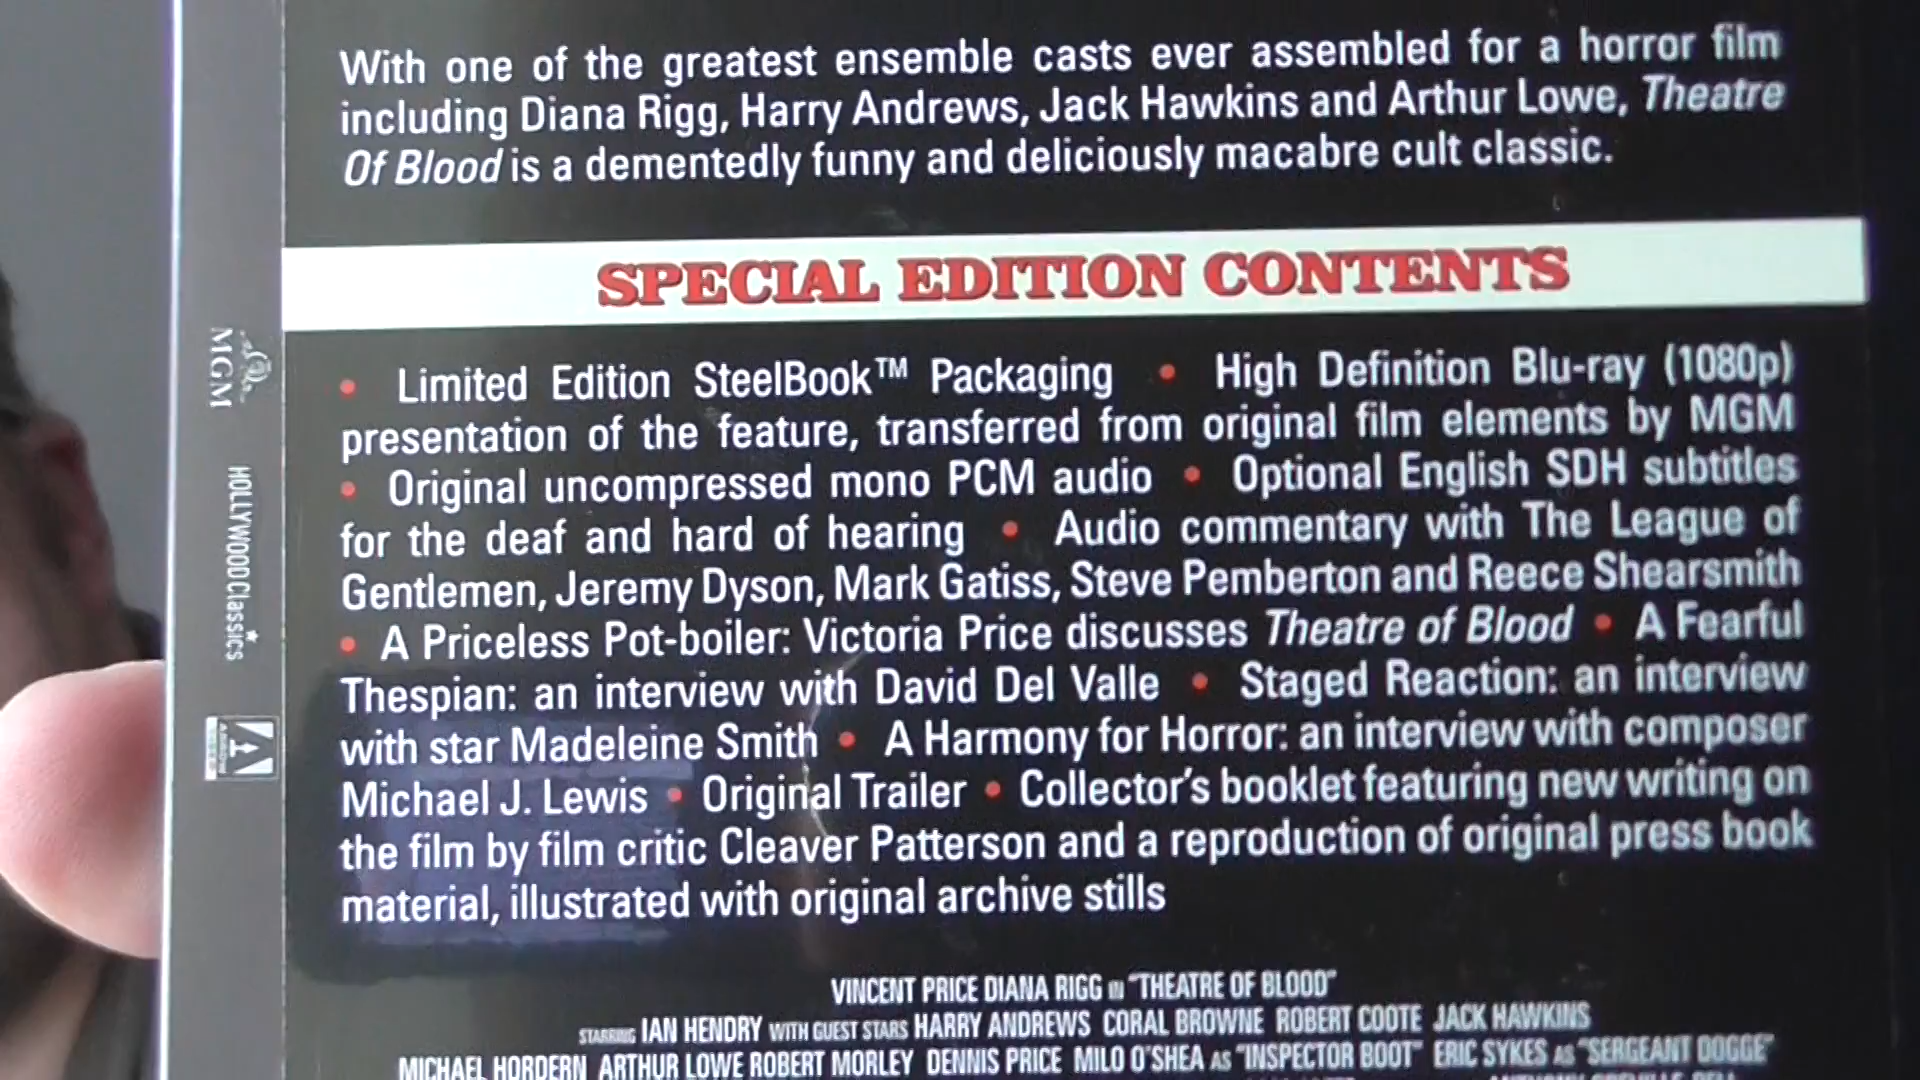 With one of the greatest ensemble casts ever assembled for a horror film
including Diana Rigg, Harry Andrews, Jack Hawkins and Arthur Lowe, Theatre
Of Blood is a dementedly funny and deliciously macabre cult classic.
SPECIAL EDITION CONTENTS
• Limited Edition SteelBook™ Packaging • High Definition Blu-ray (1080p)
presentation of the feature, transferred from original film elements by MGM
• Original uncompressed mono PCM audio • Optional English SDH subtitles
for the deaf and hard of hearing • Audio commentary with The League of
Gentlemen, Jeremy Dyson, Mark Gatiss, Steve Pemberton and Reece Shearsmith
• A Priceless Pot-boiler: Victoria Price discusses Theatre of Blood • A Fearful
Thespian: an interview with David Del Valle • Staged Reaction: an interview
with star Madeleine Smith • A Harmony for Horror: an interview with composer
Michael J. Lewis • Original Trailer • Collector's booklet featuring new writing on
the film by film critic Cleaver Patterson and a reproduction of original press book
material, illustrated with original archive stills
VINCENT PRICE DIANA RIGG IN "THEATRE OF BLOOD"
STARRING IAN HENDRY WITH GUEST STARS HARRY ANDREWS CORAL BROWNE ROBERT COOTE JACK HAWKINS
MICHAEL HORDERN ARTHUR LOWE ROBERT MORLEY DENNIS PRICE MILO O'SHEA AS "INSPECTOR BOOT" ERIC SYKES AS "SERGEANT DOGGE"
MGM
HOLLYWOOD Classics